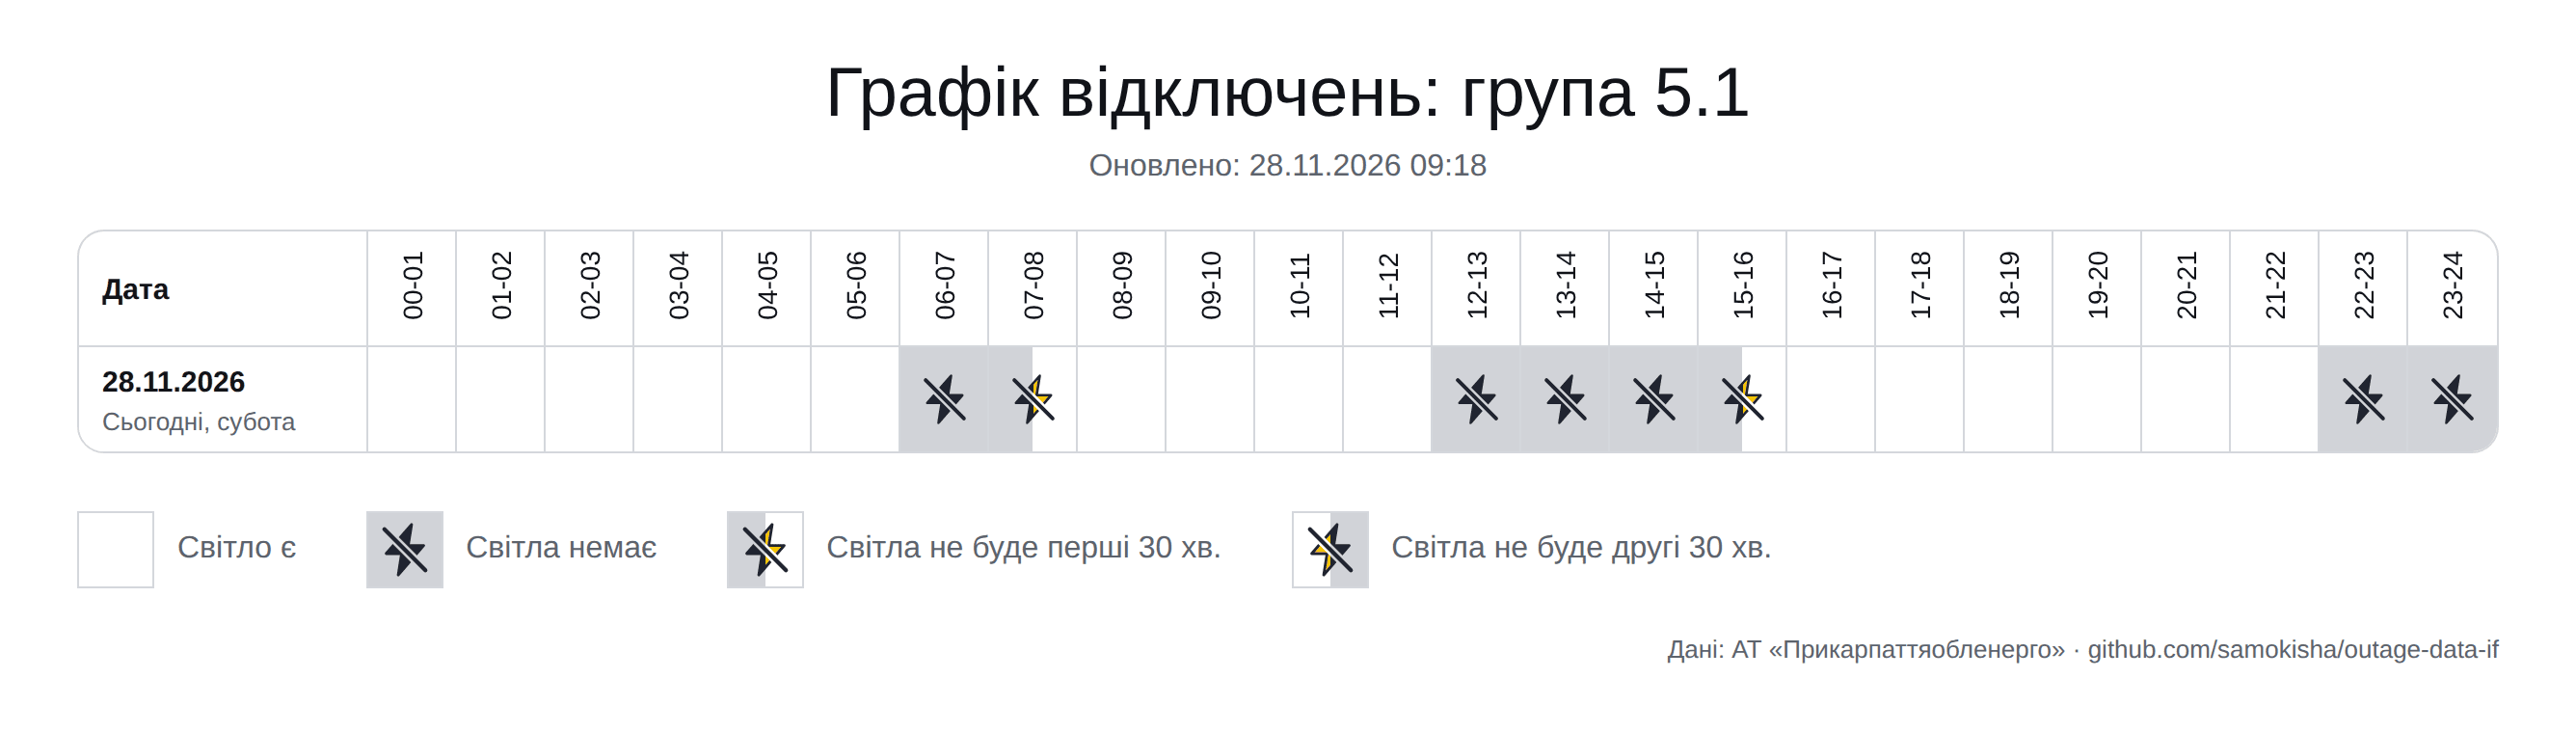 Графік відключень: група 5.1
Оновлено: 28.11.2026 09:18
Дата 00-01 01-02 02-03 03-04 04-05 05-06 06-07 07-08 08-09 09-10 10-11 11-12 12-13 13-14 14-15 15-16 16-17 17-18 18-19 19-20 20-21 21-22 22-23 23-24
28.11.2026
Сьогодні, субота
Світло є Світла немає Світла не буде перші 30 хв. Світла не буде другі 30 хв.
Дані: АТ «Прикарпаттяобленерго» · github.com/samokisha/outage-data-if